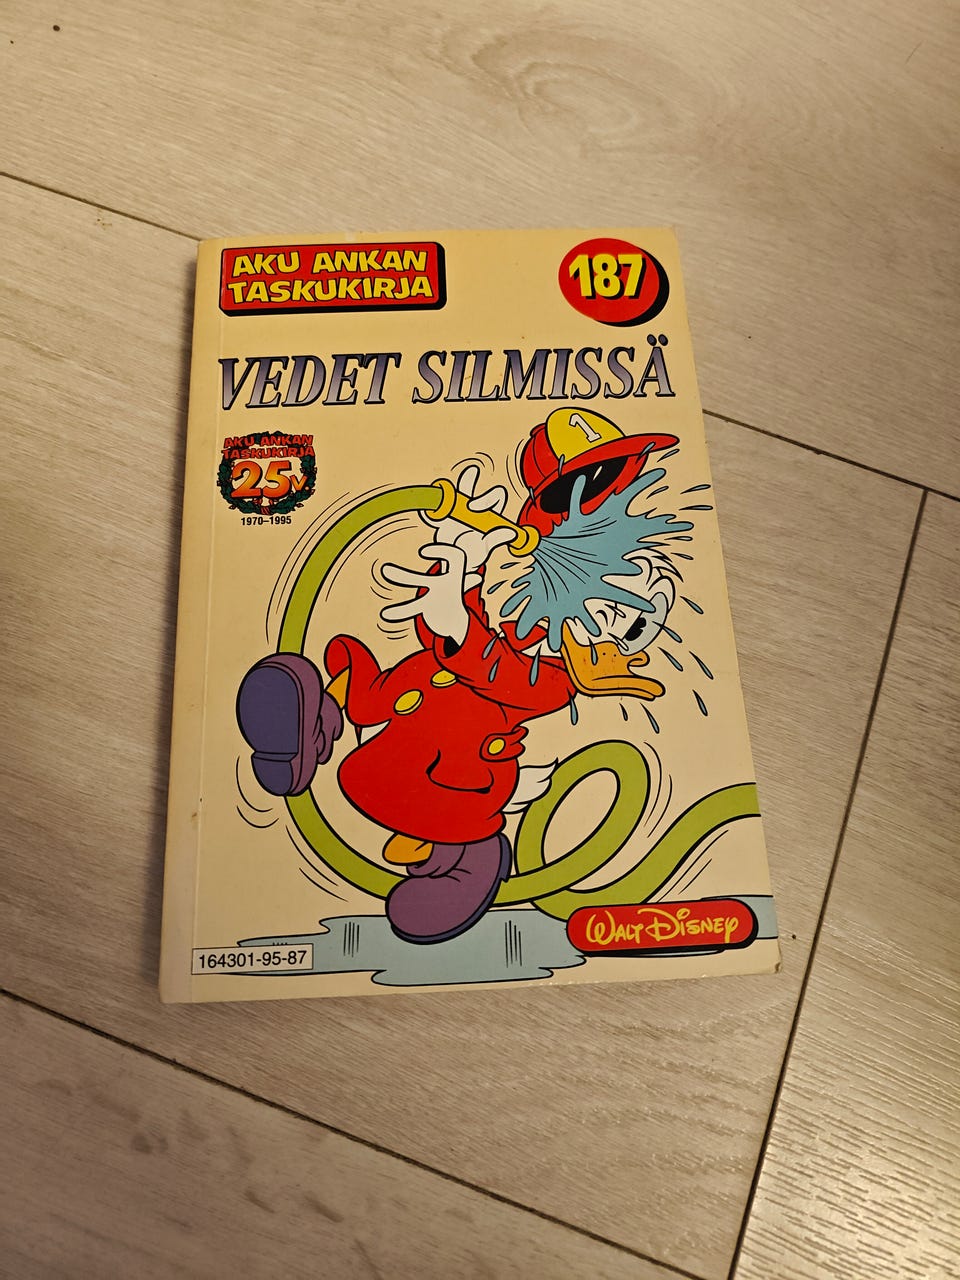 AKU ANKAN
TASKUKIRJA
187
VEDET SILMISSÄ
AKU ANKAN
TASKUKIRJA
25v
1970–1995
1
WALT DISNEY
164301-95-87